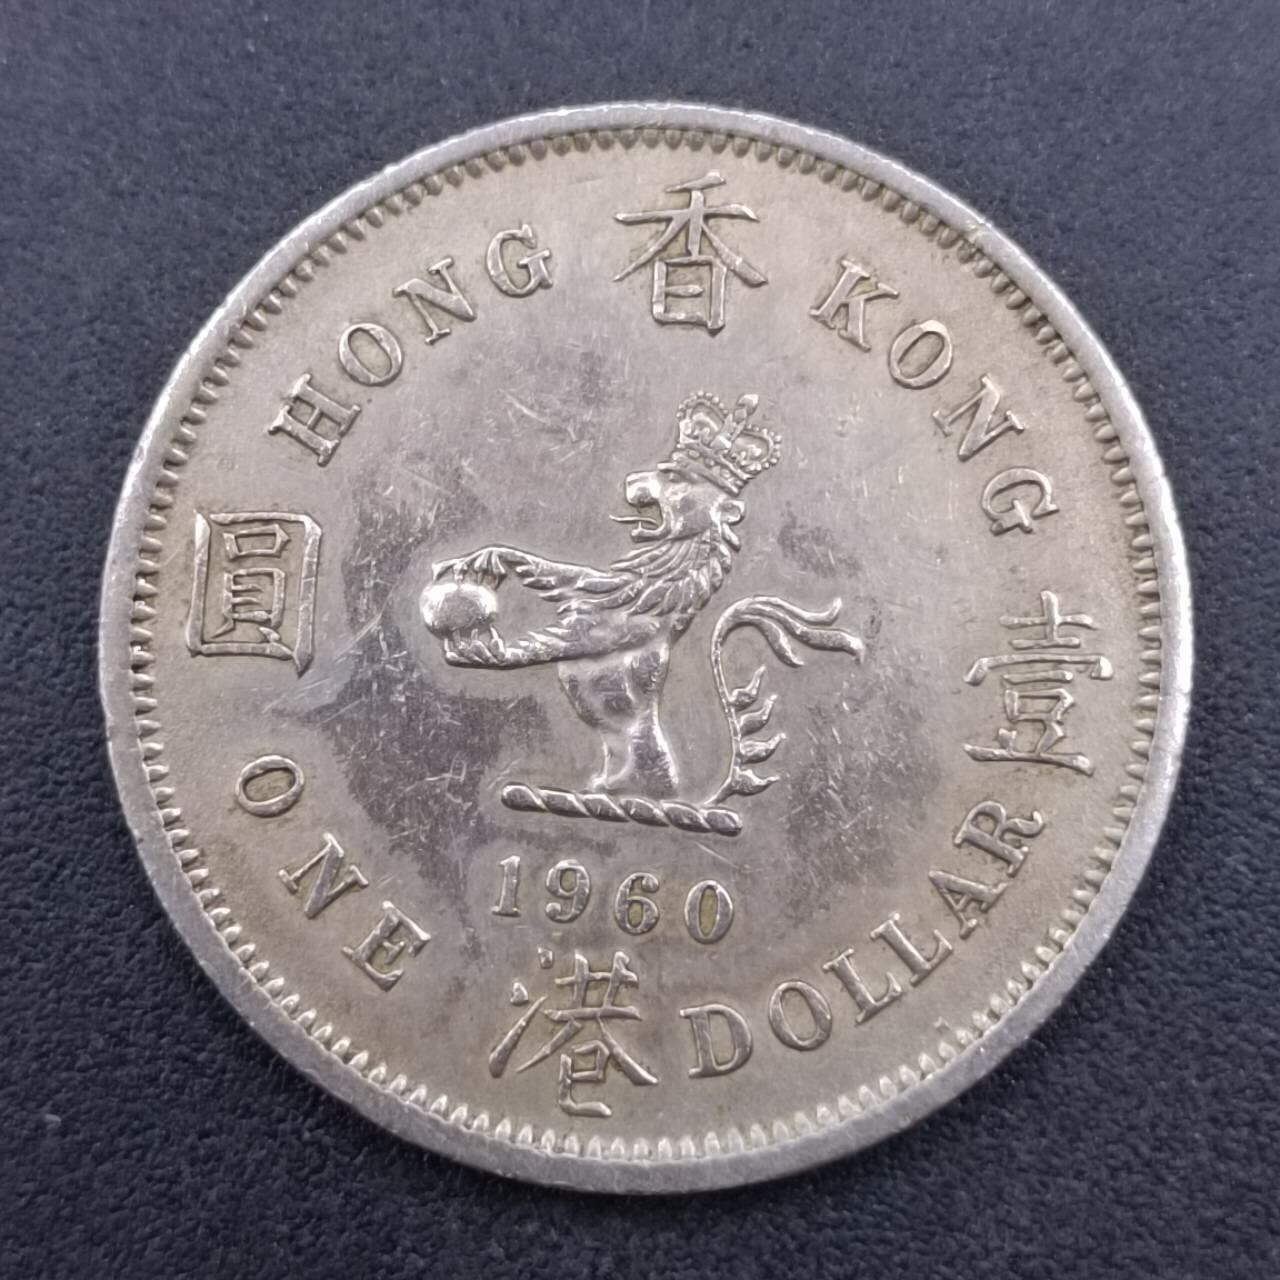 HONG KONG
香
港
壹
圓
1960
ONE DOLLAR